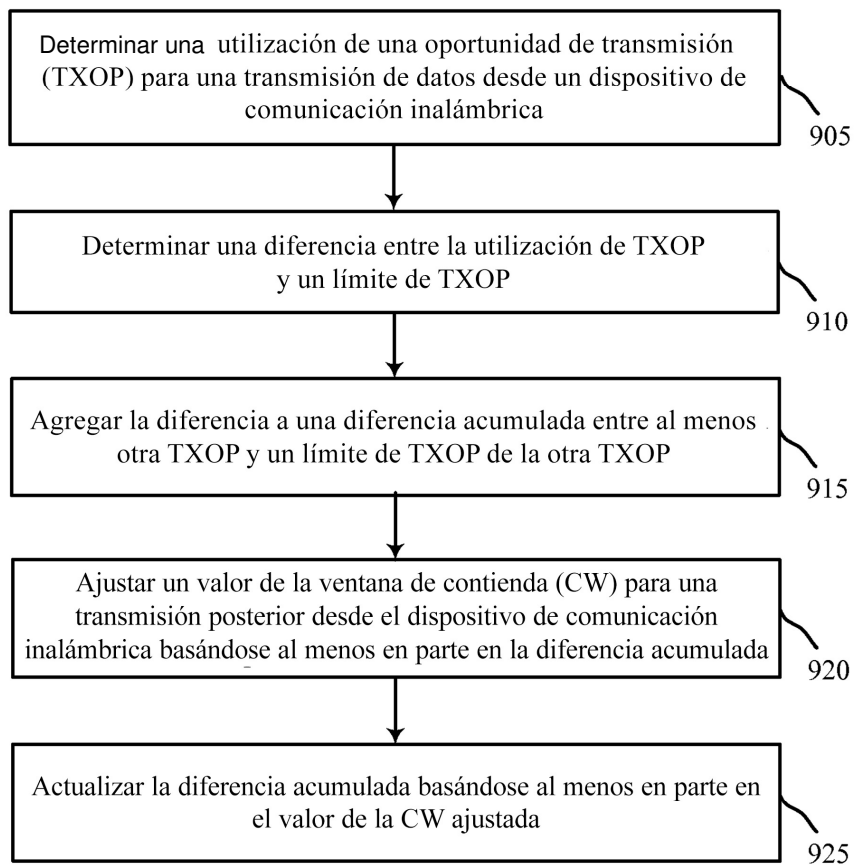 Determinar una utilización de una oportunidad de transmisión
(TXOP) para una transmisión de datos desde un dispositivo de
comunicación inalámbrica
905
Determinar una diferencia entre la utilización de TXOP
y un límite de TXOP
910
Agregar la diferencia a una diferencia acumulada entre al menos
otra TXOP y un límite de TXOP de la otra TXOP
915
Ajustar un valor de la ventana de contienda (CW) para una
transmisión posterior desde el dispositivo de comunicación
inalámbrica basándose al menos en parte en la diferencia acumulada
920
Actualizar la diferencia acumulada basándose al menos en parte en
el valor de la CW ajustada
925